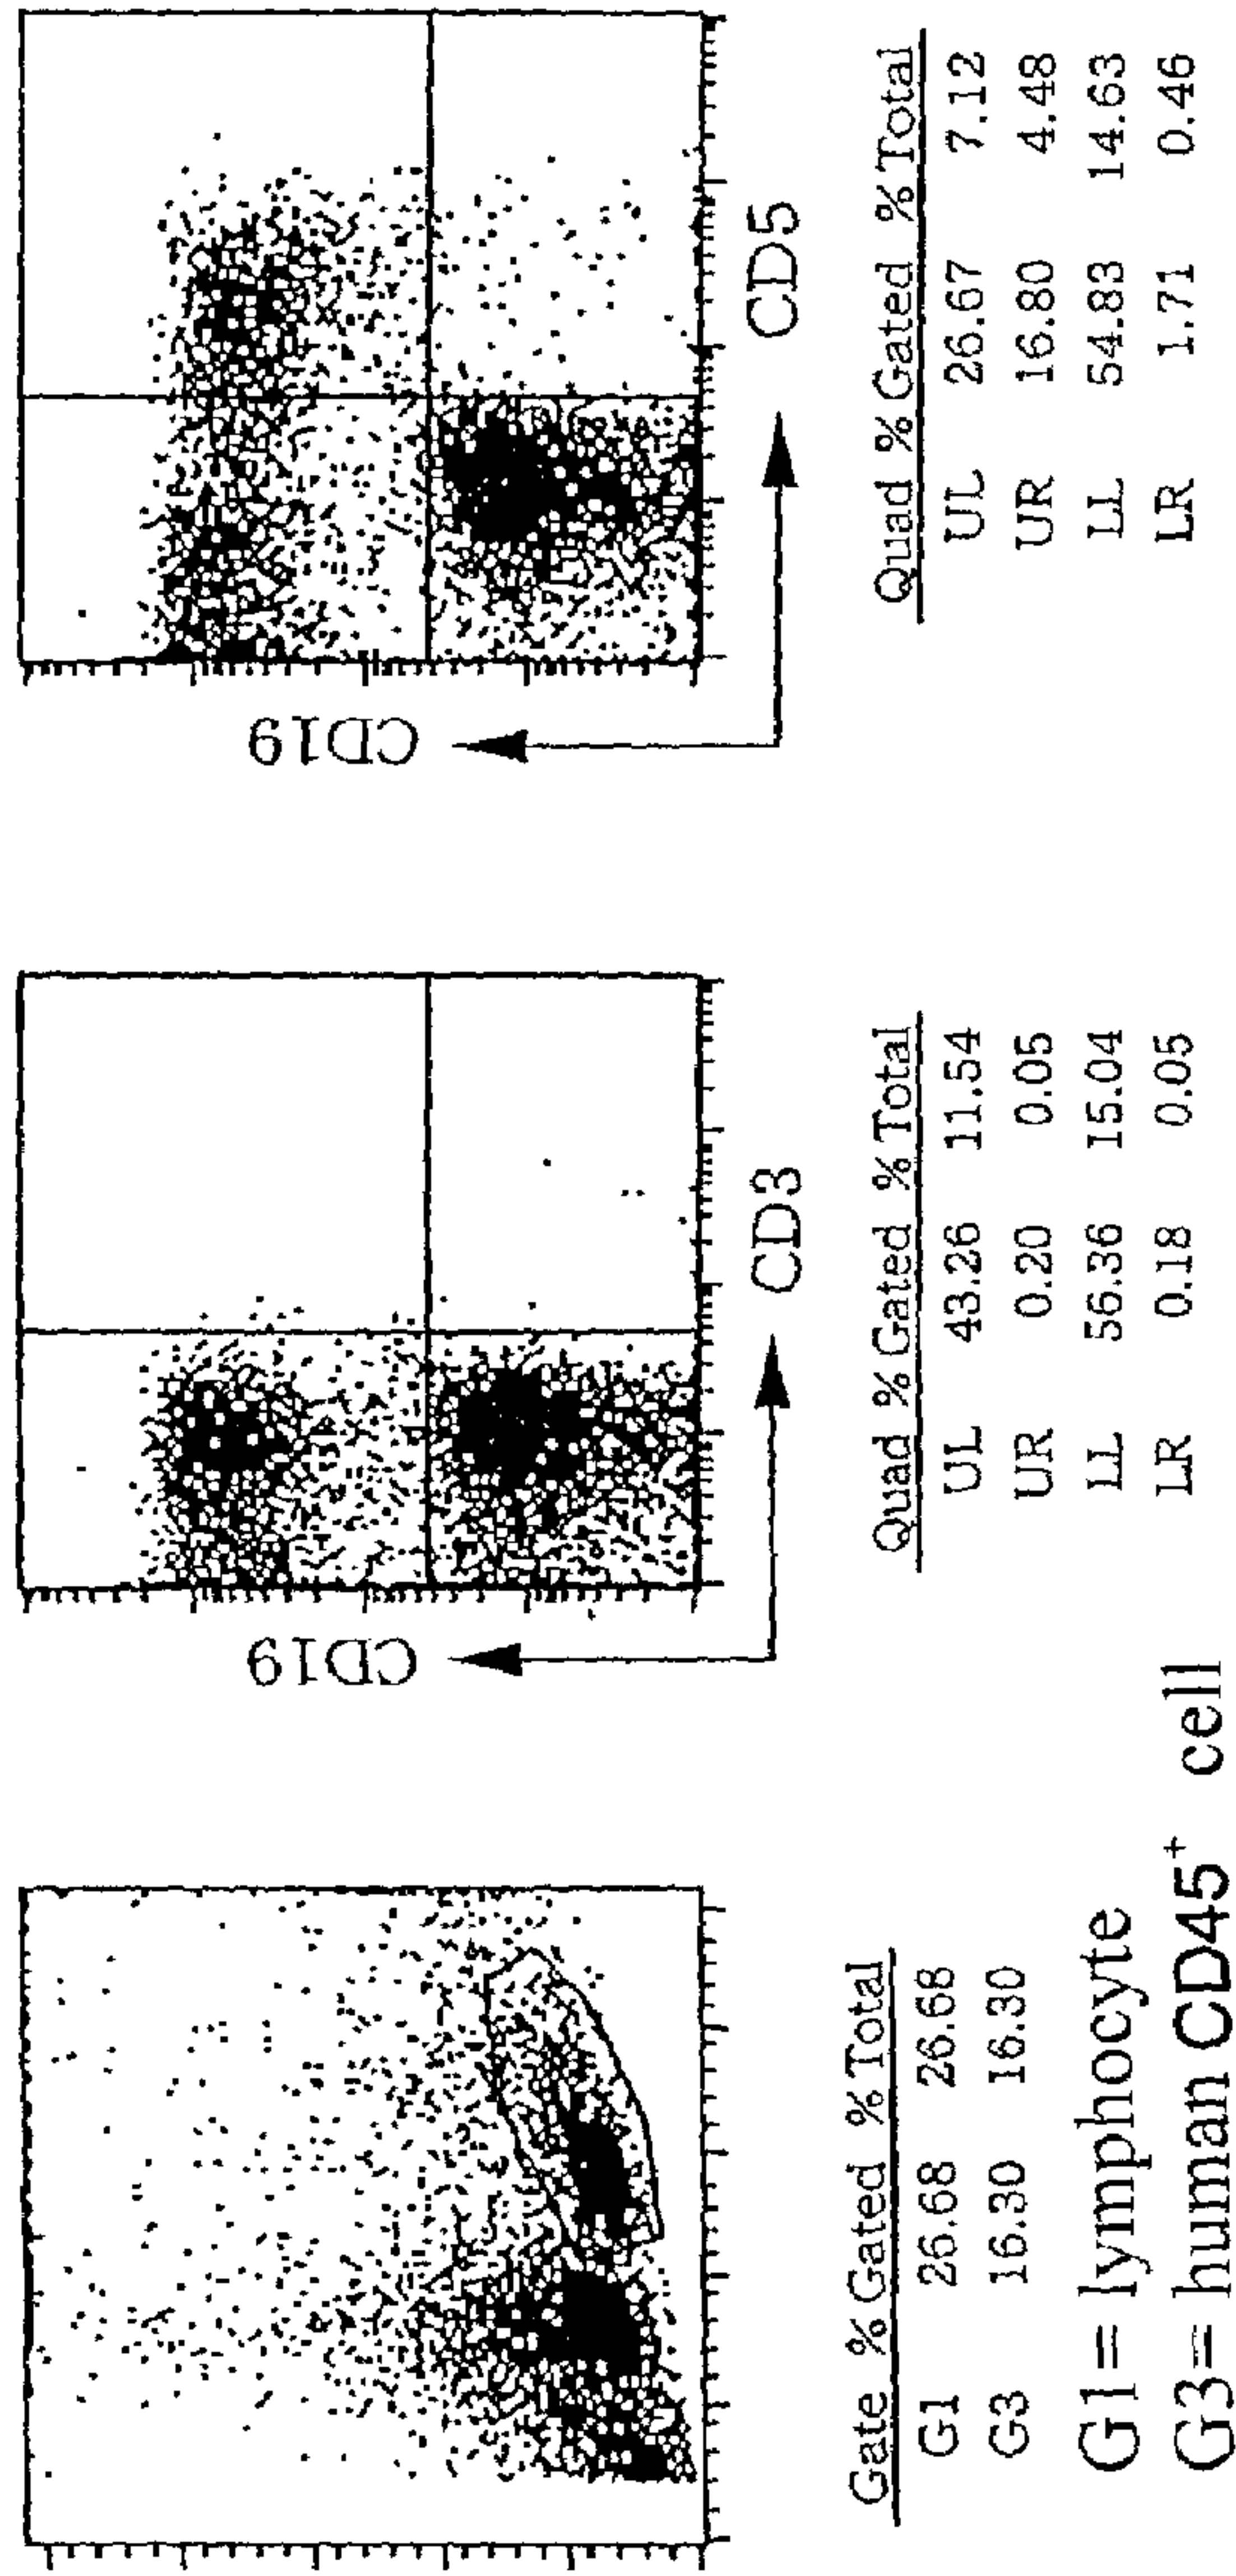 Gate % Gated % Total
G1 26.68 26.68
G3 16.30 16.30
G1= lymphocyte
G3= human CD45+ cell
CD19
CD3
Quad % Gated % Total
UL 43.26 11.54
UR 0.20 0.05
LL 56.36 15.04
LR 0.18 0.05
CD19
CD5
Quad % Gated % Total
UL 26.67 7.12
UR 16.80 4.48
LL 54.83 14.63
LR 1.71 0.46